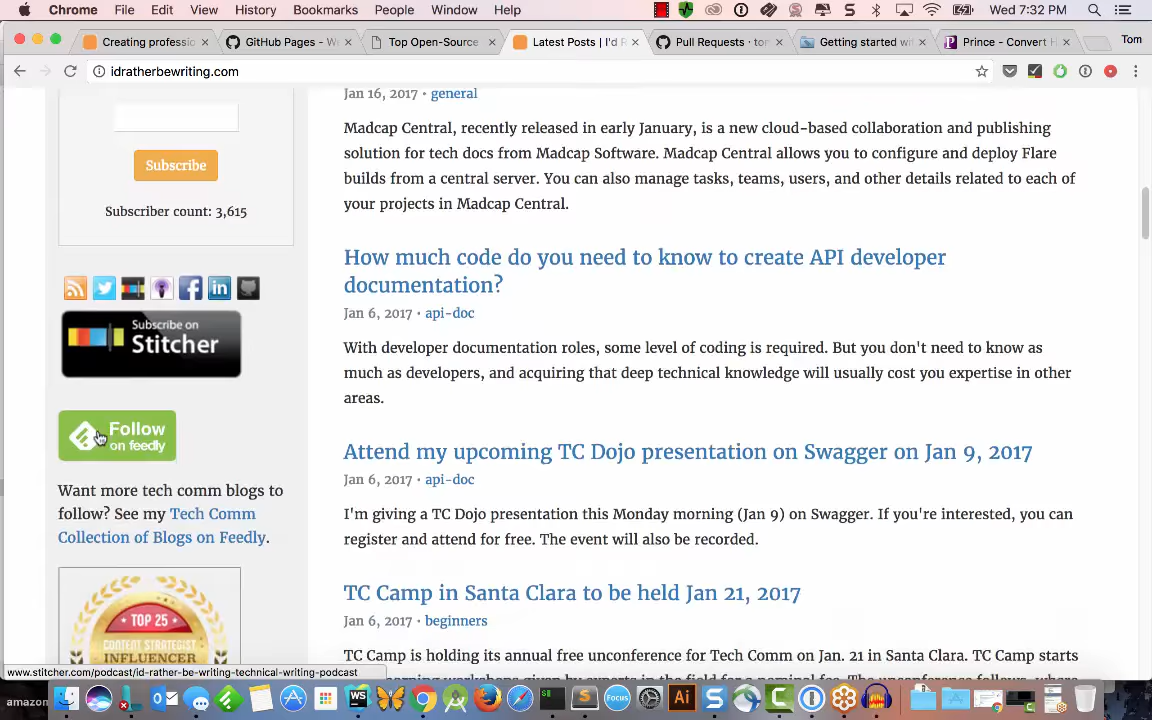 Chrome File Edit View History Bookmarks People Window Help
Wed 7:32 PM
Creating professio
GitHub Pages - W
Top Open-Source
Latest Posts | I'd R
Pull Requests · to
Getting started wi
Prince - Convert H
Tom
idratherbewriting.com
Subscribe
Subscriber count: 3,615
Subscribe on
Stitcher
Follow
on feedly
Want more tech comm blogs to
follow? See my Tech Comm
Collection of Blogs on Feedly.
TOP 25
CONTENT STRATEGIST
INFLUENCER
Jan 16, 2017 • general
Madcap Central, recently released in early January, is a new cloud-based collaboration and publishing
solution for tech docs from Madcap Software. Madcap Central allows you to configure and deploy Flare
builds from a central server. You can also manage tasks, teams, users, and other details related to each of
your projects in Madcap Central.
How much code do you need to know to create API developer
documentation?
Jan 6, 2017 • api-doc
With developer documentation roles, some level of coding is required. But you don't need to know as
much as developers, and acquiring that deep technical knowledge will usually cost you expertise in other
areas.
Attend my upcoming TC Dojo presentation on Swagger on Jan 9, 2017
Jan 6, 2017 • api-doc
I'm giving a TC Dojo presentation this Monday morning (Jan 9) on Swagger. If you're interested, you can
register and attend for free. The event will also be recorded.
TC Camp in Santa Clara to be held Jan 21, 2017
Jan 6, 2017 • beginners
TC Camp is holding its annual free unconference for Tech Comm on Jan. 21 in Santa Clara. TC Camp starts
www.stitcher.com/podcast/id-rather-be-writing-technical-writing-podcast
amazon
WS
FOCUS
Ai